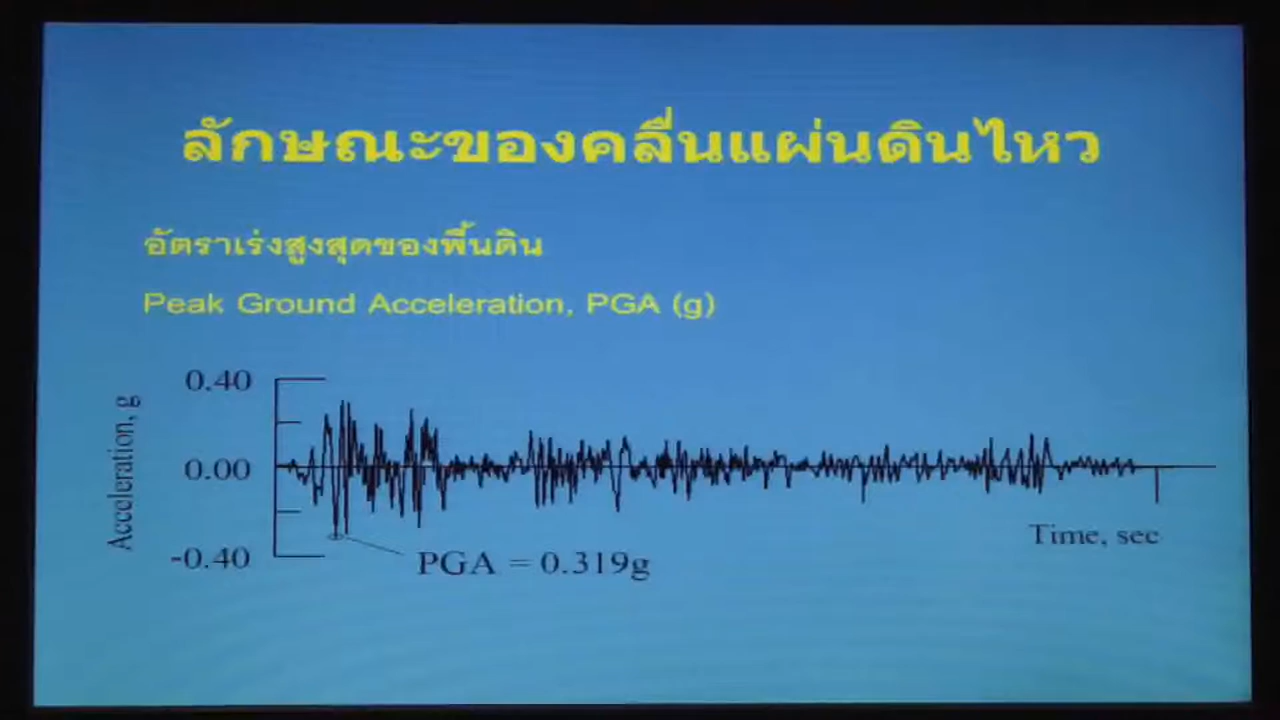 ลักษณะของคลื่นแผ่นดินไหว
อัตราเร่งสูงสุดของพื้นดิน
Peak Ground Acceleration, PGA (g)
Acceleration, g
0.40
0.00
-0.40
PGA = 0.319g
Time, sec